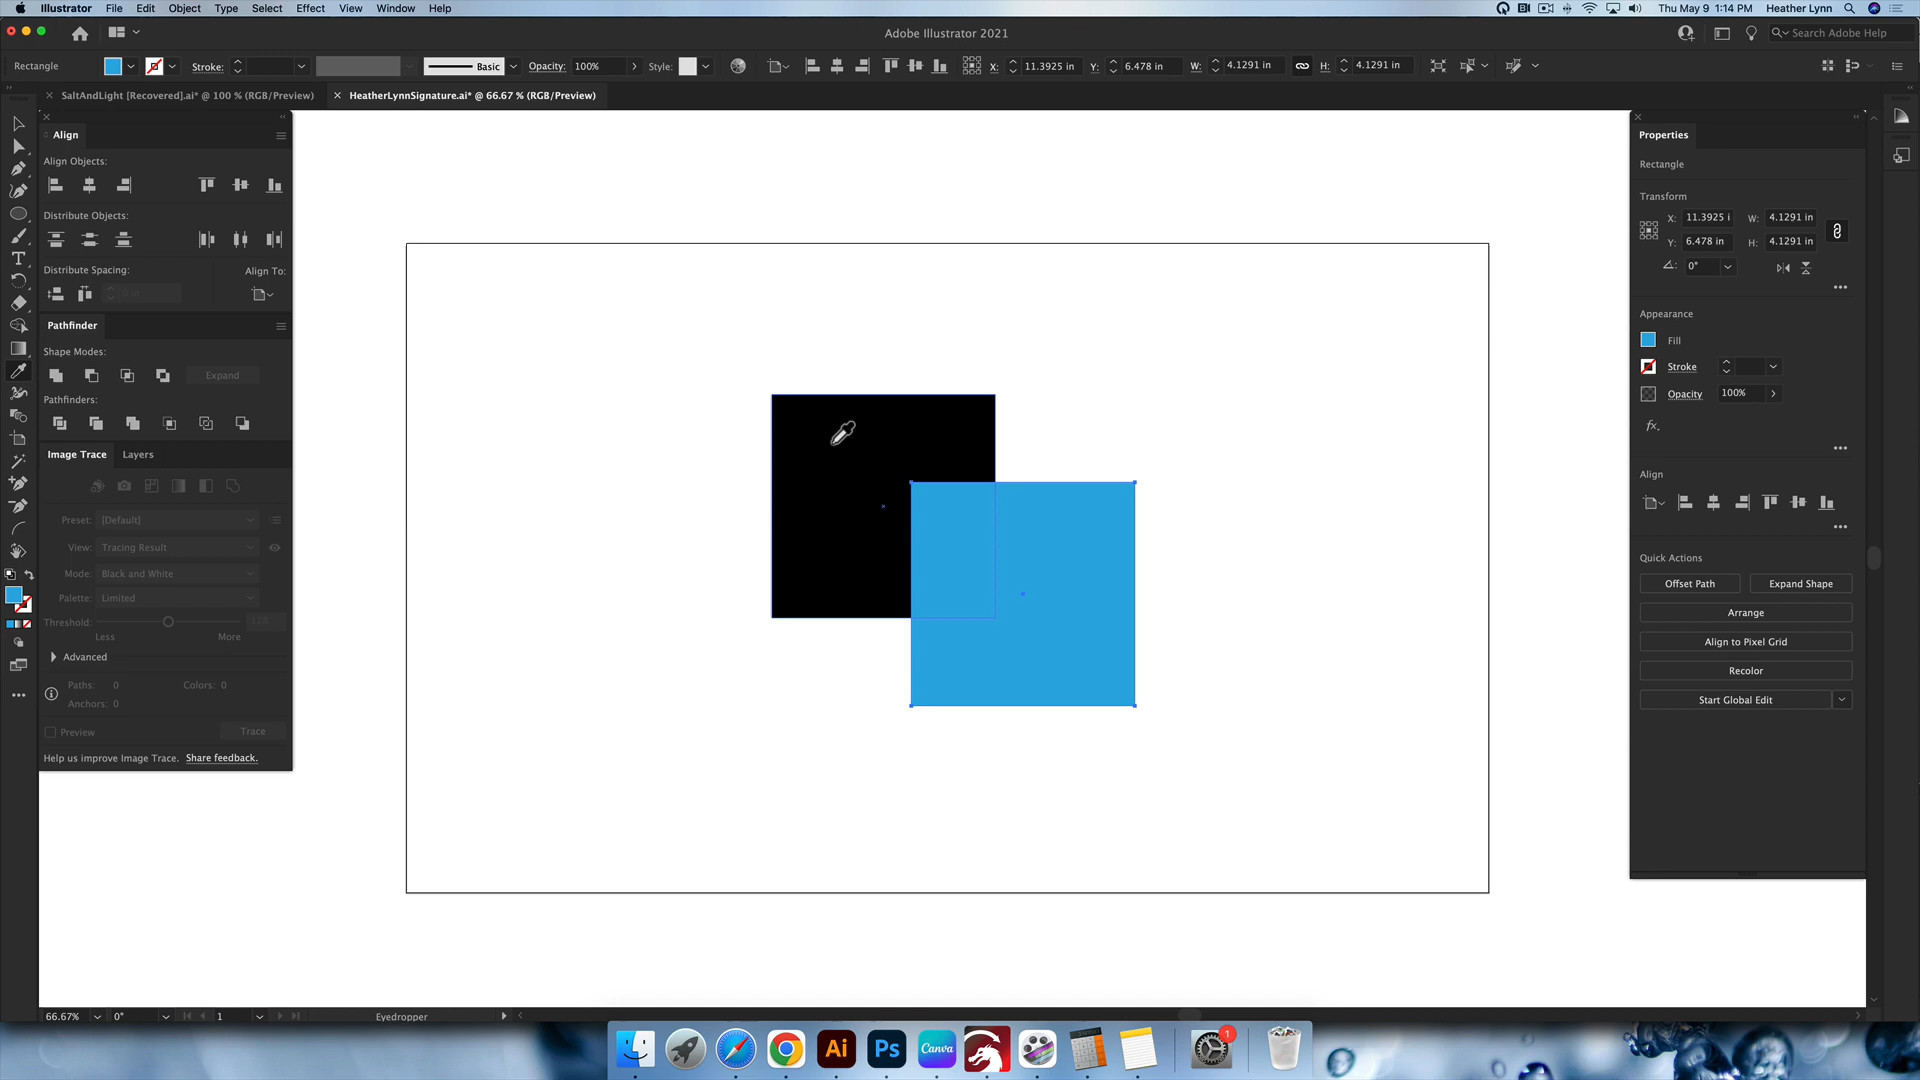 Illustrator File Edit Object Type Select Effect View Window Help Thu May 9 1:14 PM Heather Lynn
Adobe Illustrator 2021 Search Adobe Help
Rectangle Stroke: Basic Opacity: 100% Style: X: 11.3925 in Y: 6.478 in W: 4.1291 in H: 4.1291 in
SaltAndLight [Recovered].ai* @ 100 % (RGB/Preview) HeatherLynnSignature.ai* @ 66.67 % (RGB/Preview)
Align
Align Objects:
Distribute Objects:
Distribute Spacing: Align To:
0 in
Pathfinder
Shape Modes:
Expand
Pathfinders:
Image Trace Layers
Preset: [Default]
View: Tracing Result
Mode: Black and White
Palette: Limited
Threshold:
Less More
Advanced
Paths: 0 Colors: 0
Anchors: 0
Preview Trace
Help us improve Image Trace. Share feedback.
Properties
Rectangle
Transform
X: 11.3925 i W: 4.1291 in
Y: 6.478 in H: 4.1291 in
0°
Appearance
Fill
Stroke
Opacity 100%
fx.
Align
Quick Actions
Offset Path Expand Shape
Arrange
Align to Pixel Grid
Recolor
Start Global Edit
66.67% 0° 1 Eyedropper
Ai Ps Canva 1